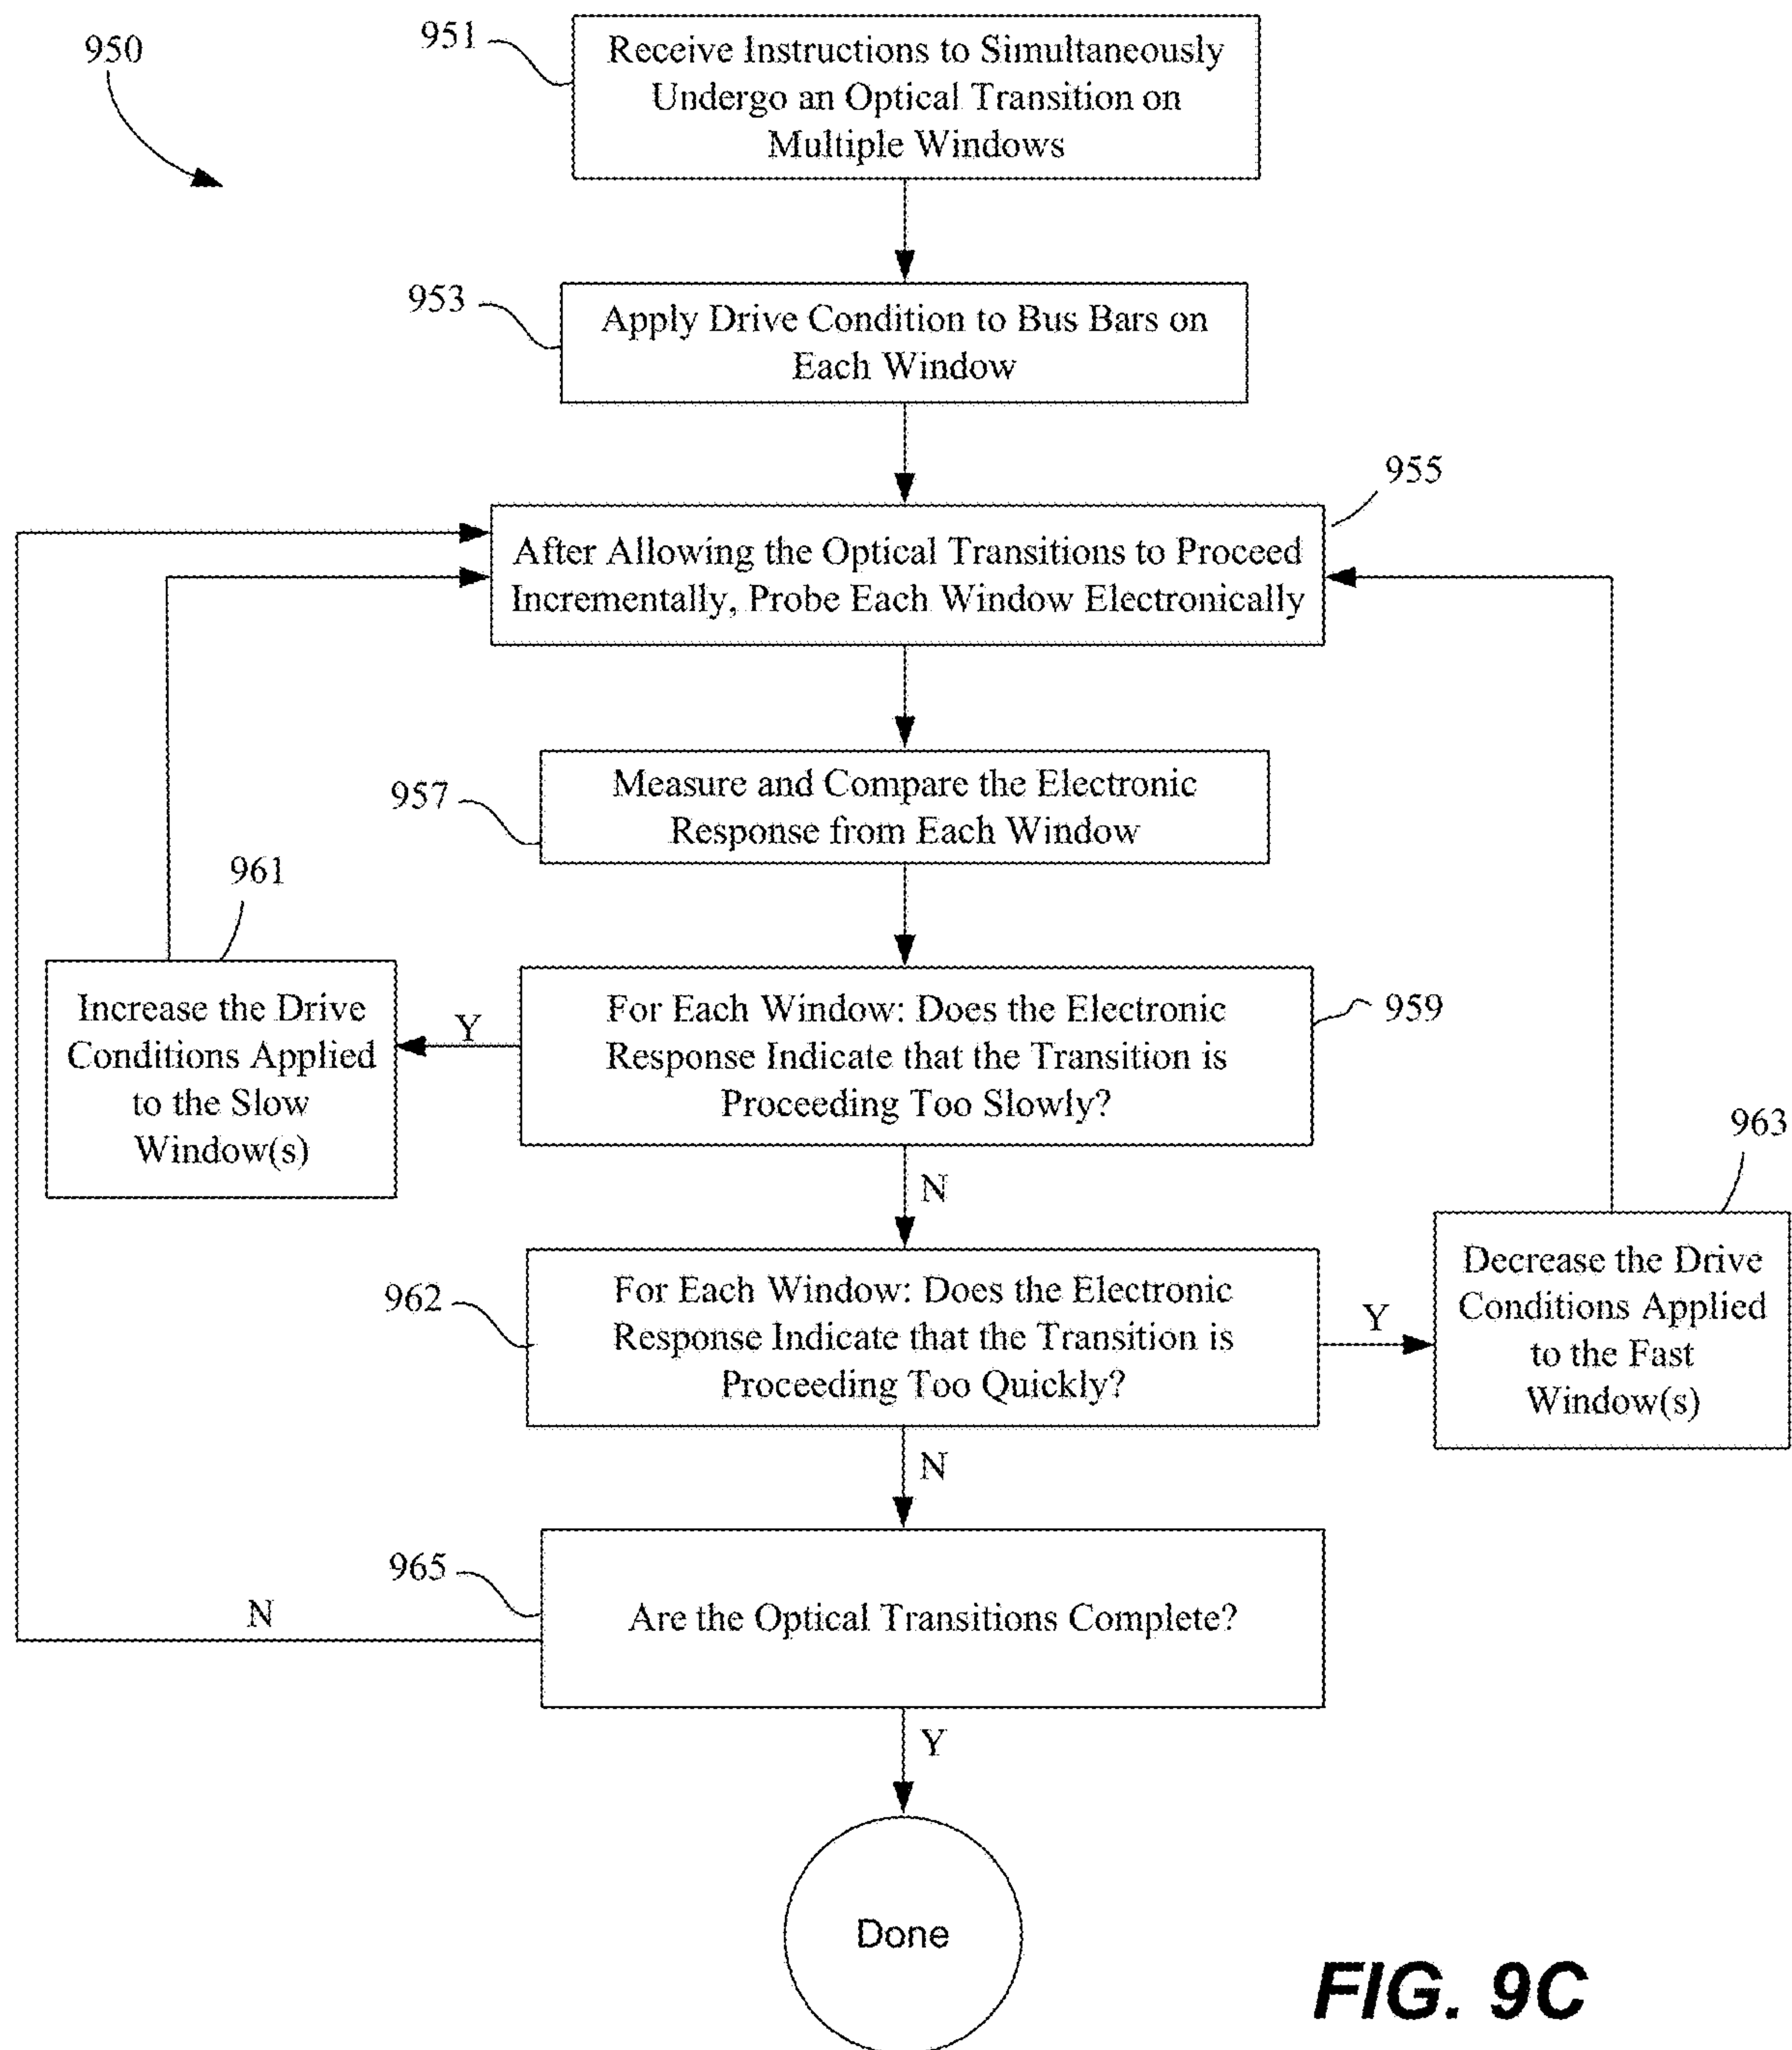 950
951
Receive Instructions to Simultaneously
Undergo an Optical Transition on
Multiple Windows
953
Apply Drive Condition to Bus Bars on
Each Window
955
After Allowing the Optical Transitions to Proceed
Incrementally, Probe Each Window Electronically
957
Measure and Compare the Electronic
Response from Each Window
961
Increase the Drive
Conditions Applied
to the Slow
Window(s)
Y
For Each Window: Does the Electronic
Response Indicate that the Transition is
Proceeding Too Slowly?
959
N
962
For Each Window: Does the Electronic
Response Indicate that the Transition is
Proceeding Too Quickly?
Y
963
Decrease the Drive
Conditions Applied
to the Fast
Window(s)
N
965
Are the Optical Transitions Complete?
N
Y
Done
FIG. 9C